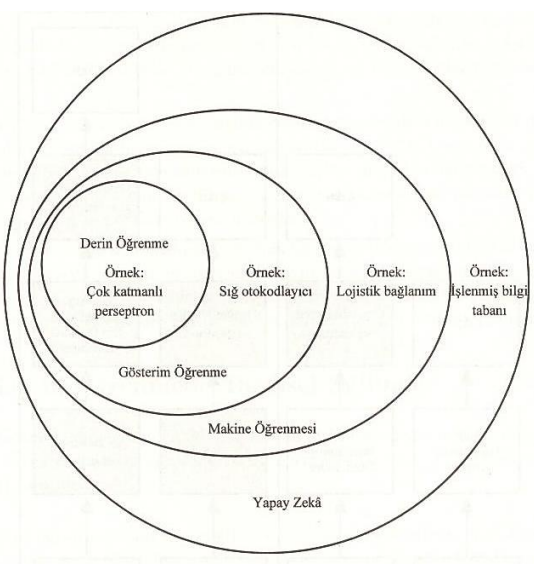 Derin Öğrenme
Örnek:
Çok katmanlı
perseptron
Örnek:
Sığ otokodlayıcı
Örnek:
Lojistik bağlanım
Örnek:
İşlenmiş bilgi
tabanı
Gösterim Öğrenme
Makine Öğrenmesi
Yapay Zekâ